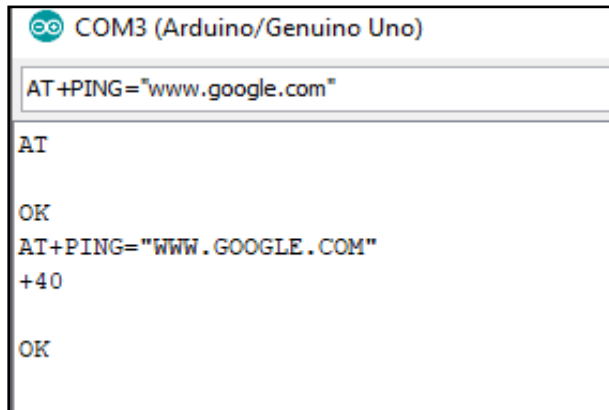 COM3 (Arduino/Genuino Uno)
AT+PING="www.google.com"
AT
OK
AT+PING="WWW.GOOGLE.COM"
+40
OK